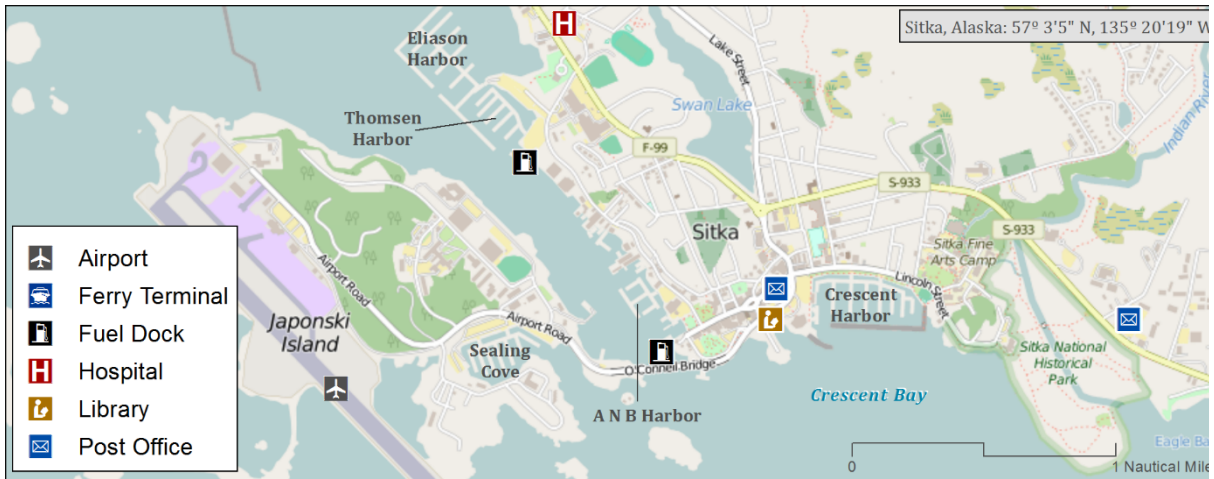 Sitka, Alaska: 57º 3'5" N, 135º 20'19" W
Eliason
Harbor
Lake Street
Swan Lake
Indian River
Thomsen
Harbor
F-99
S-933
S-933
Sitka
Sitka Fine
Arts Camp
Airport
Ferry Terminal
Fuel Dock
Hospital
Library
Post Office
Airport Road
Japonski
Island
Airport Road
Sealing
Cove
O'Connell Bridge
A N B Harbor
Lincoln Street
Crescent
Harbor
Sitka National
Historical
Park
Crescent Bay
Eagle Ba
0
1 Nautical Mile